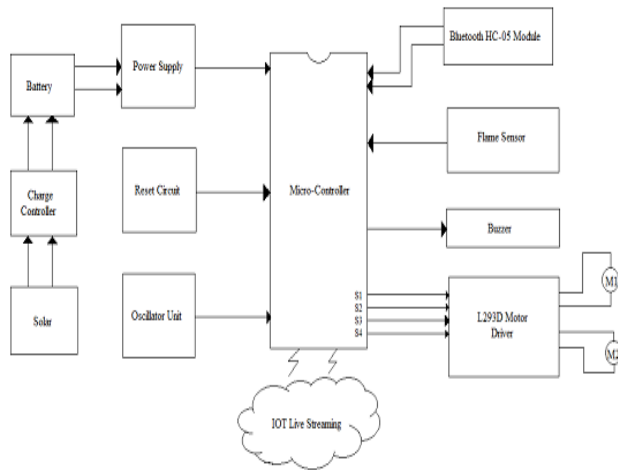 Bluetooth HC-05 Module
Power Supply
Battery
Flame Sensor
Charge
Controller
Reset Circuit
Micro-Controller
Buzzer
Solar
Oscillator Unit
S1
S2
S3
S4
L293D Motor
Driver
M1
M2
IOT Live Streaming